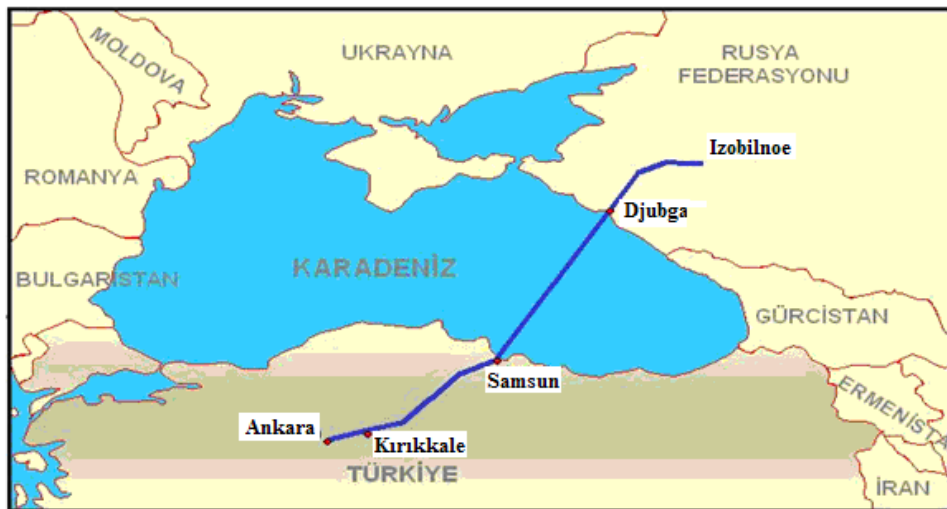 UKRAYNA
RUSYA
FEDERASYONU
MOLDOVA
Izobilnoe
ROMANYA
Djubga
KARADENİZ
BULGARİSTAN
GÜRCİSTAN
Samsun
ERMENİSTA
Ankara
Kırıkkale
TÜRKİYE
İRAN